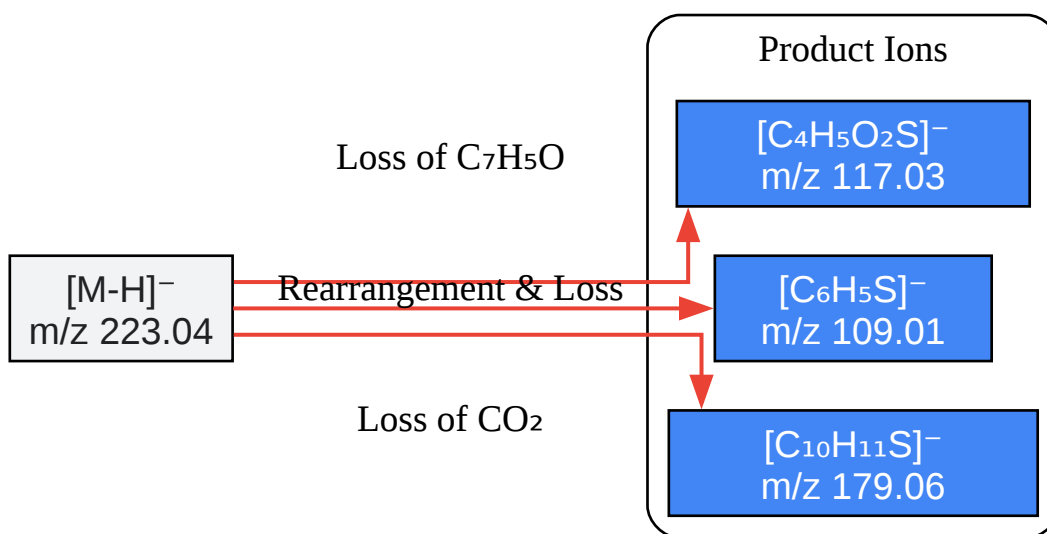 Product Ions
[C₄H₅O₂S]⁻
m/z 117.03
Loss of C₇H₅O
[M-H]⁻
m/z 223.04
Rearrangement & Loss
[C₆H₅S]⁻
m/z 109.01
Loss of CO₂
[C₁₀H₁₁S]⁻
m/z 179.06